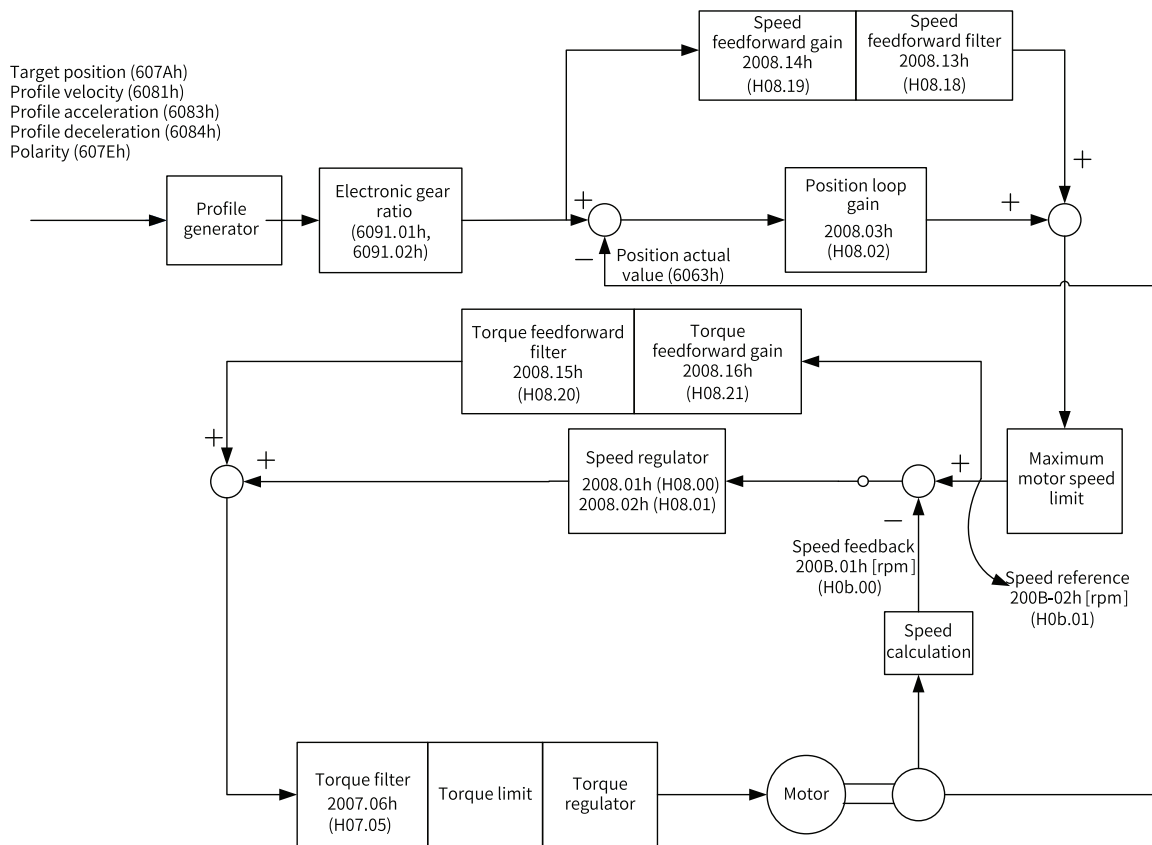 Speed
feedforward gain
2008.14h
(H08.19)
Speed
feedforward filter
2008.13h
(H08.18)
Target position (607Ah)
Profile velocity (6081h)
Profile acceleration (6083h)
Profile deceleration (6084h)
Polarity (607Eh)
+
Profile
generator
Electronic gear
ratio
(6091.01h,
6091.02h)
+
−
Position loop
gain
2008.03h
(H08.02)
+
Position actual
value (6063h)
Torque feedforward
filter
2008.15h
(H08.20)
Torque
feedforward gain
2008.16h
(H08.21)
+
+
Speed regulator
2008.01h (H08.00)
2008.02h (H08.01)
+
−
Maximum
motor speed
limit
Speed feedback
200B.01h [rpm]
(H0b.00)
Speed reference
200B-02h [rpm]
(H0b.01)
Speed
calculation
Torque filter
2007.06h
(H07.05)
Torque limit
Torque
regulator
Motor